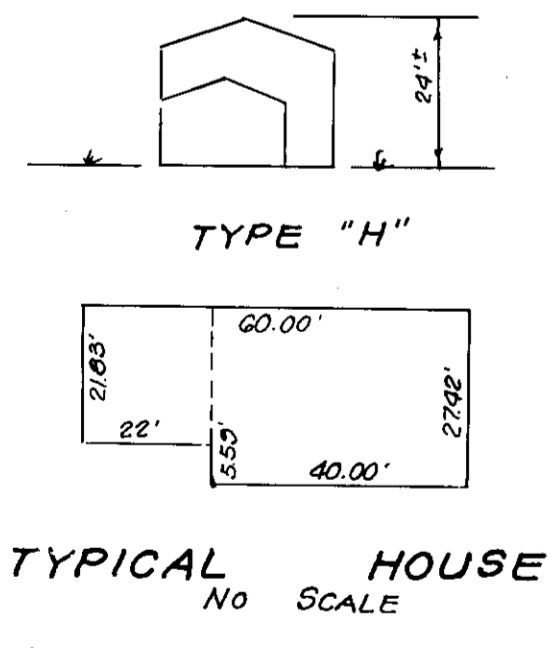 24'±
TYPE "H"
60.00'
21.83'
27.42'
22'
5.59'
40.00'
TYPICAL HOUSE
NO SCALE